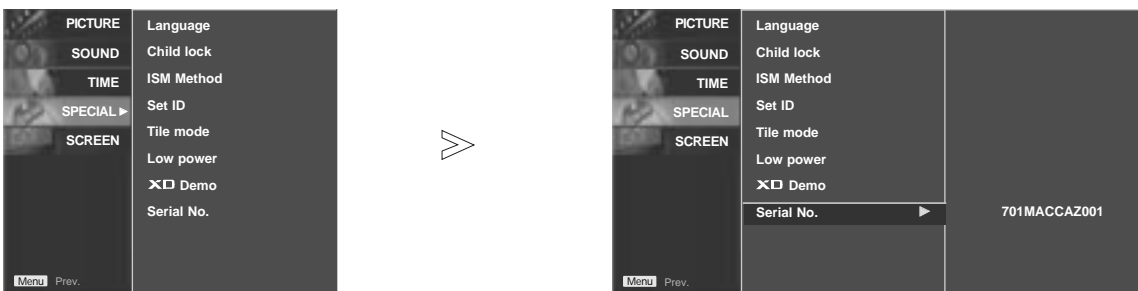 PICTURE
SOUND
TIME
SPECIAL ▶
SCREEN
Language
Child lock
ISM Method
Set ID
Tile mode
Low power
XD Demo
Serial No.
Menu Prev.
PICTURE
SOUND
TIME
SPECIAL
SCREEN
Language
Child lock
ISM Method
Set ID
Tile mode
Low power
XD Demo
Serial No. ▶ 701MACCAZ001
Menu Prev.